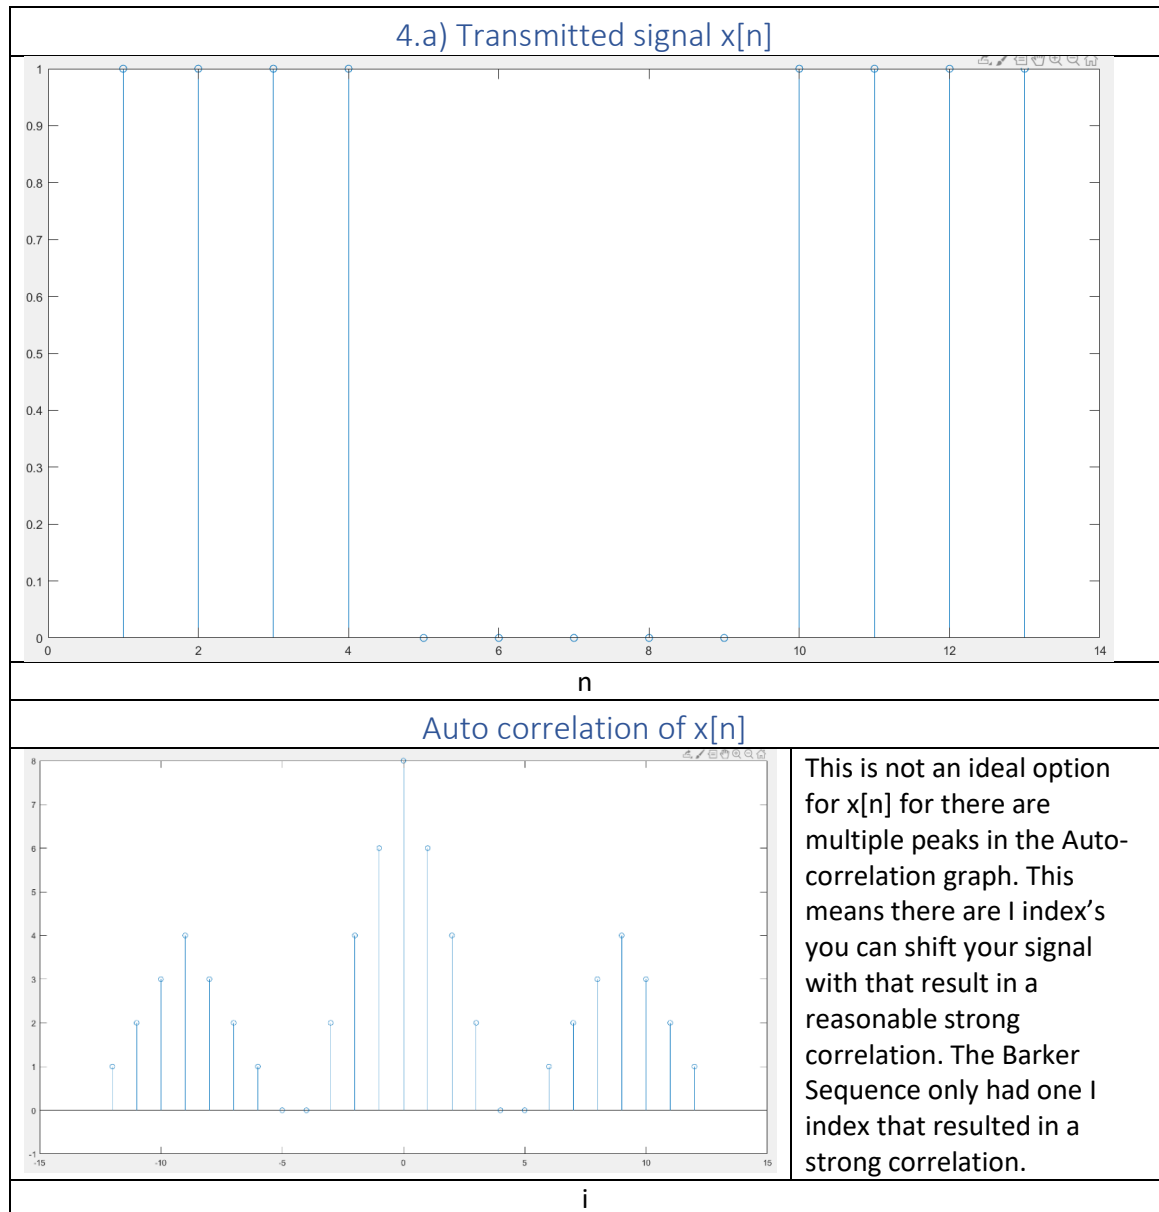 4.a) Transmitted signal x[n]
1
0.9
0.8
0.7
0.6
0.5
0.4
0.3
0.2
0.1
0
0 2 4 6 8 10 12 14
n
Auto correlation of x[n]
8
7
6
5
4
3
2
1
0
-1
-15 -10 -5 0 5 10 15
This is not an ideal option
for x[n] for there are
multiple peaks in the Auto-
correlation graph. This
means there are I index’s
you can shift your signal
with that result in a
reasonable strong
correlation. The Barker
Sequence only had one I
index that resulted in a
strong correlation.
i